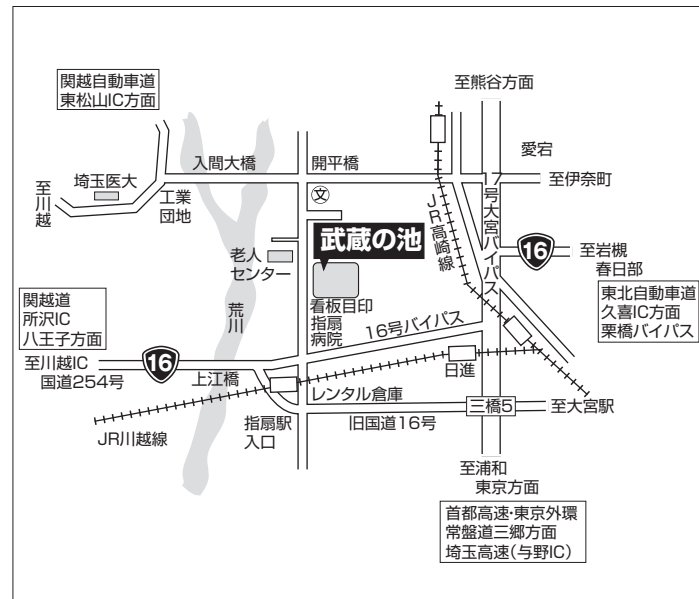 関越自動車道
東松山IC方面
至熊谷方面
愛宕
入間大橋
開平橋
至伊奈町
埼玉医大
至川越
工業
団地
文
JR高崎線
17号大宮バイパス
武蔵の池
老人
センター
16
至岩槻
春日部
看板目印
指扇
病院
東北自動車道
久喜IC方面
栗橋バイパス
関越道
所沢IC
八王子方面
荒川
16号バイパス
至川越IC
国道254号
16
上江橋
日進
レンタル倉庫
三橋5
至大宮駅
JR川越線
指扇駅
入口
旧国道16号
至浦和
東京方面
首都高速・東京外環
常盤道三郷方面
埼玉高速(与野IC)